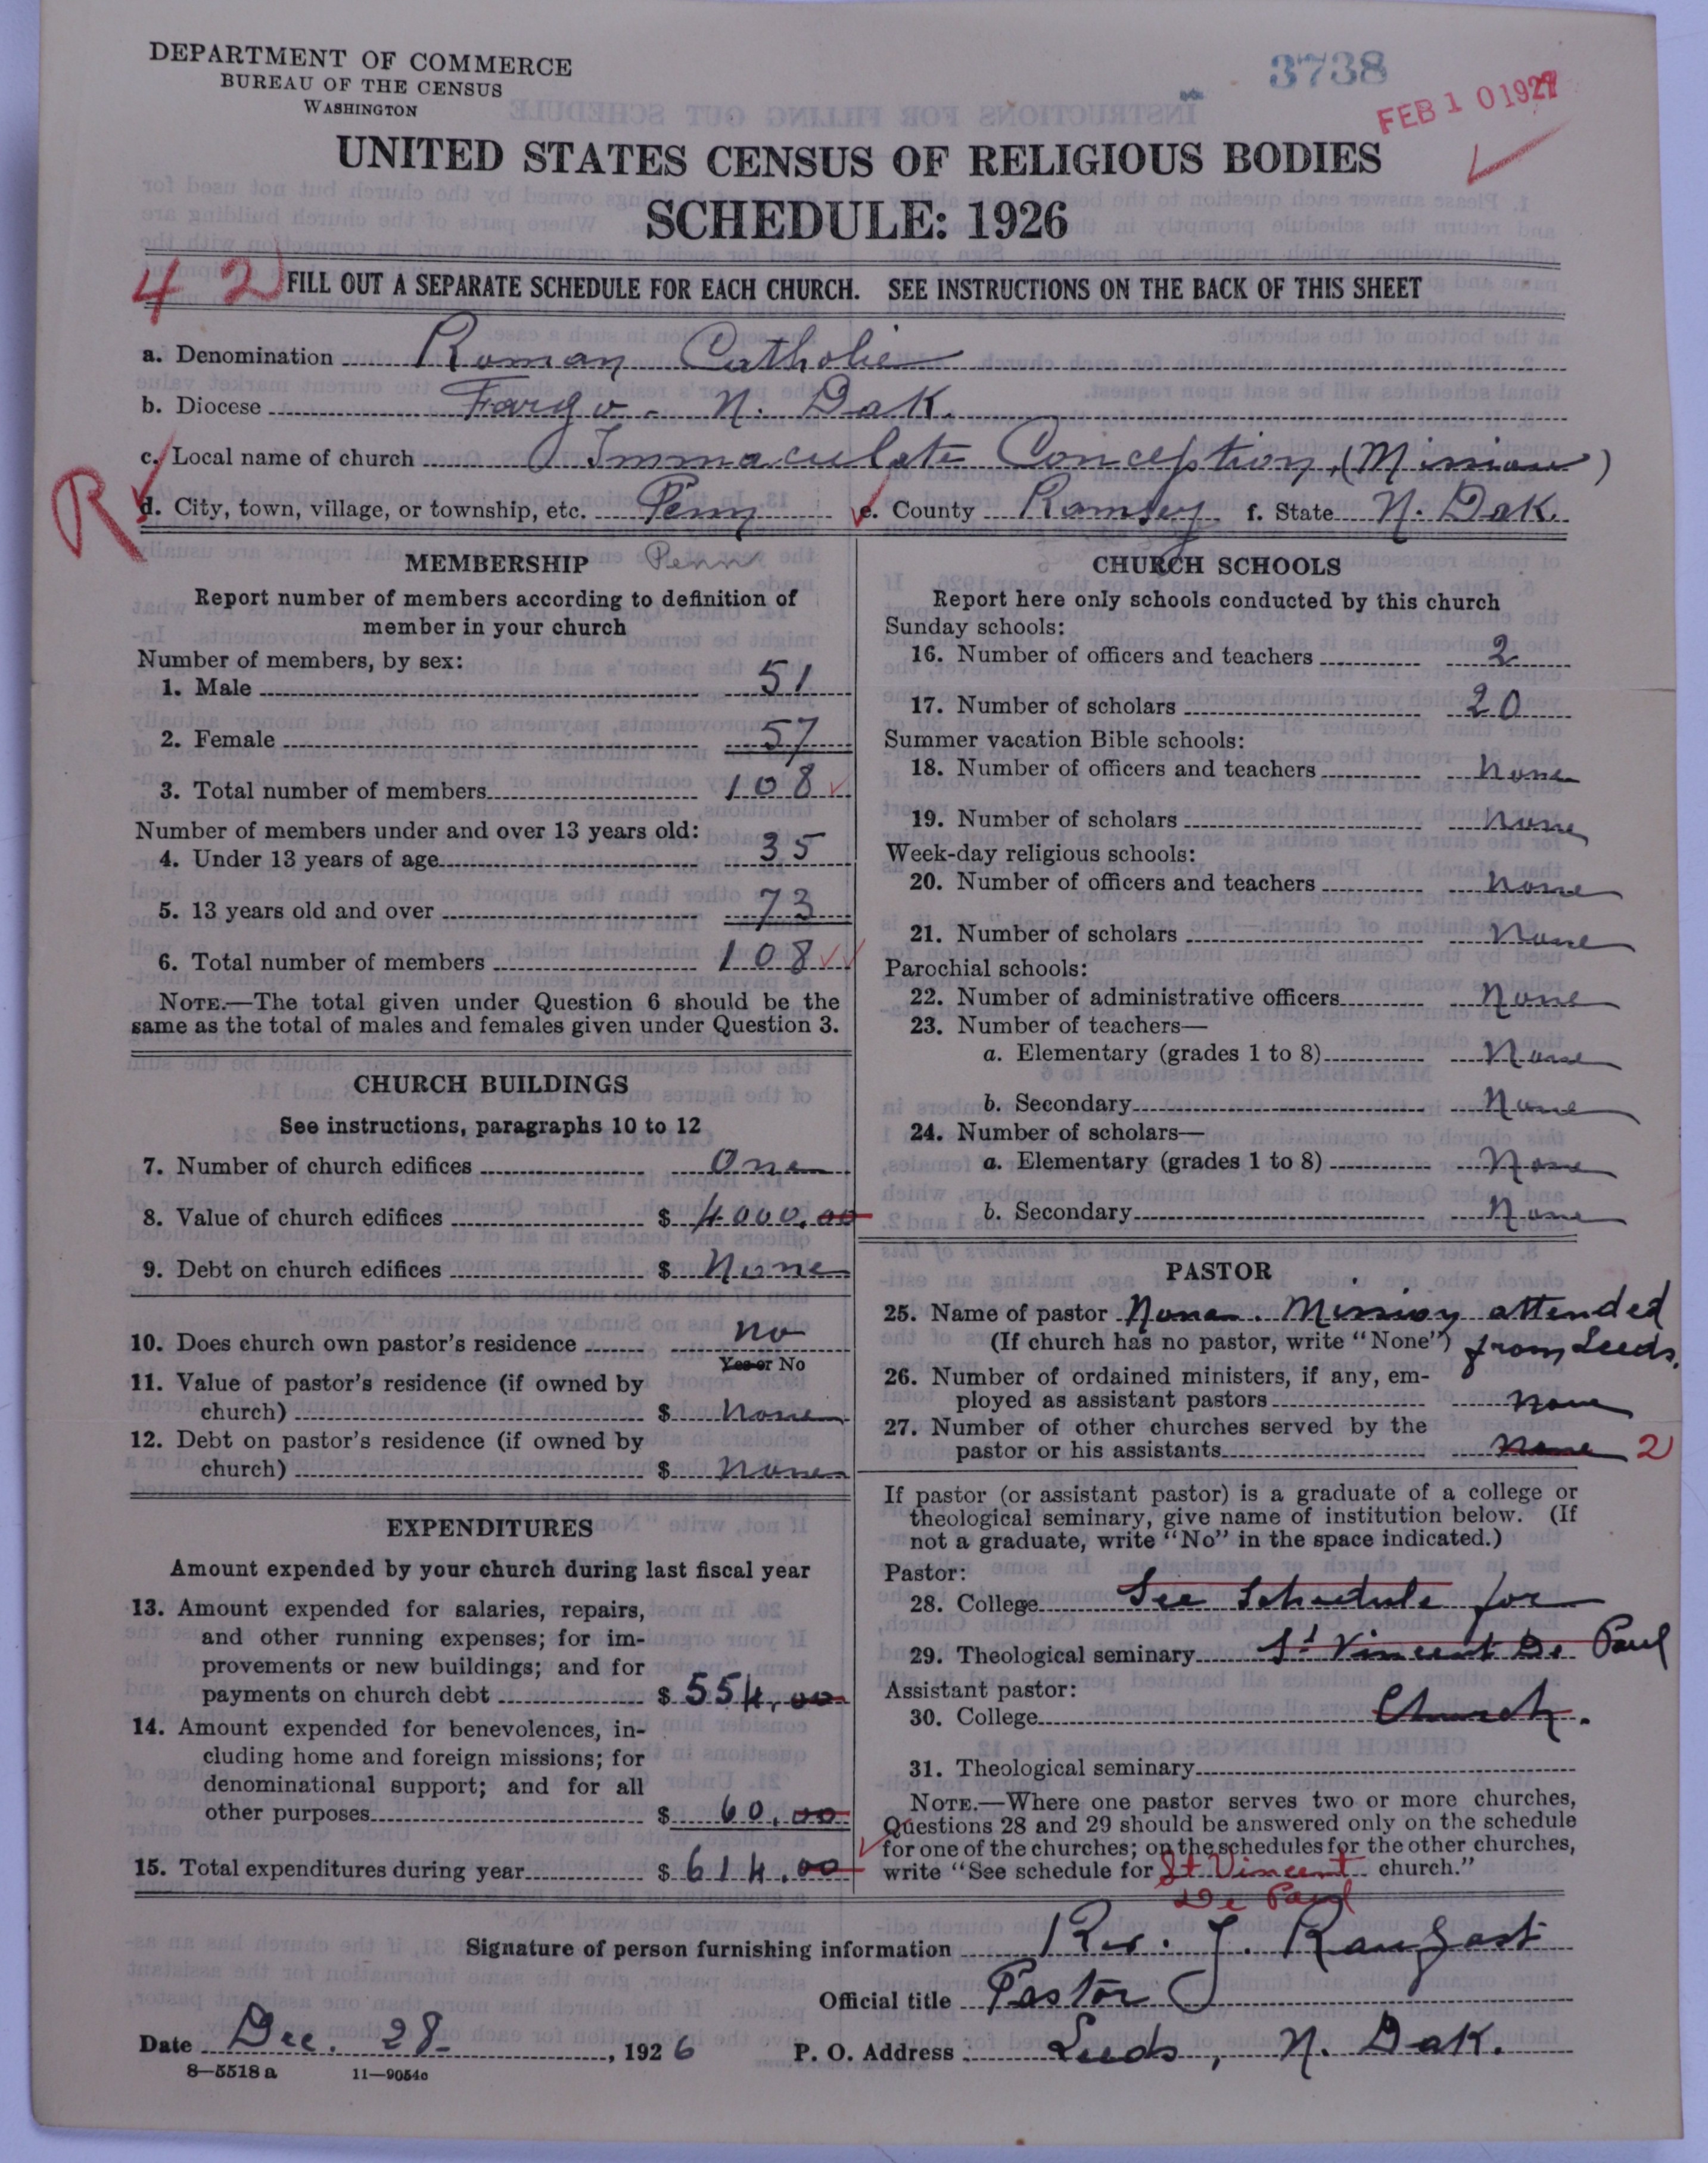 DEPARTMENT OF COMMERCE
BUREAU OF THE CENSUS
WASHINGTON
3738
FEB 10 1927
UNITED STATES CENSUS OF RELIGIOUS BODIES
SCHEDULE: 1926
42
FILL OUT A SEPARATE SCHEDULE FOR EACH CHURCH. SEE INSTRUCTIONS ON THE BACK OF THIS SHEET
a. Denomination Roman Catholic
b. Diocese Fargo - N. Dak.
c. Local name of church Immaculate Conception, (Mission)
R
d. City, town, village, or township, etc. Penn e. County Ramsey f. State N. Dak.
Penn
MEMBERSHIP
Report number of members according to definition of
member in your church
Number of members, by sex:
1. Male 51
2. Female 57
3. Total number of members 108
Number of members under and over 13 years old:
4. Under 13 years of age 35
5. 13 years old and over 73
6. Total number of members 108
NOTE.—The total given under Question 6 should be the
same as the total of males and females given under Question 3.
CHURCH BUILDINGS
See instructions, paragraphs 10 to 12
7. Number of church edifices One
8. Value of church edifices $ 4000.00
9. Debt on church edifices $ None
10. Does church own pastor's residence no
Yes or No
11. Value of pastor's residence (if owned by
church) $ None
12. Debt on pastor's residence (if owned by
church) $ None
EXPENDITURES
Amount expended by your church during last fiscal year
13. Amount expended for salaries, repairs,
and other running expenses; for im-
provements or new buildings; and for
payments on church debt $ 554.00
14. Amount expended for benevolences, in-
cluding home and foreign missions; for
denominational support; and for all
other purposes $ 60.00
15. Total expenditures during year $ 614.00
CHURCH SCHOOLS
Report here only schools conducted by this church
Sunday schools:
16. Number of officers and teachers 2
17. Number of scholars 20
Summer vacation Bible schools:
18. Number of officers and teachers None
19. Number of scholars None
Week-day religious schools:
20. Number of officers and teachers None
21. Number of scholars None
Parochial schools:
22. Number of administrative officers None
23. Number of teachers—
a. Elementary (grades 1 to 8) None
b. Secondary None
24. Number of scholars—
a. Elementary (grades 1 to 8) None
b. Secondary None
PASTOR
25. Name of pastor None. Mission attended
(If church has no pastor, write "None") from Leeds.
26. Number of ordained ministers, if any, em-
ployed as assistant pastors None
27. Number of other churches served by the
pastor or his assistants None 2
If pastor (or assistant pastor) is a graduate of a college or
theological seminary, give name of institution below. (If
not a graduate, write "No" in the space indicated.)
Pastor:
28. College See Schedule for
29. Theological seminary St Vincent De Paul
Assistant pastor:
30. College Church.
31. Theological seminary
NOTE.—Where one pastor serves two or more churches,
Questions 28 and 29 should be answered only on the schedule
for one of the churches; on the schedules for the other churches,
write "See schedule for St Vincent church."
De Paul
Signature of person furnishing information Rev. J. Raufast
Official title Pastor
Date Dec. 28-, 1926 P. O. Address Leeds, N. Dak.
8—5518 a 11—9054c